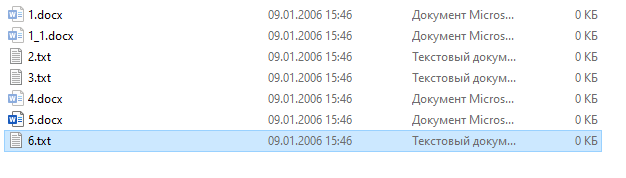 1.docx 09.01.2006 15:46 Документ Micros... 0 КБ
1_1.docx 09.01.2006 15:46 Документ Micros... 0 КБ
2.txt 09.01.2006 15:46 Текстовый докум... 0 КБ
3.txt 09.01.2006 15:46 Текстовый докум... 0 КБ
4.docx 09.01.2006 15:46 Документ Micros... 0 КБ
5.docx 09.01.2006 15:46 Документ Micros... 0 КБ
6.txt 09.01.2006 15:46 Текстовый докум... 0 КБ